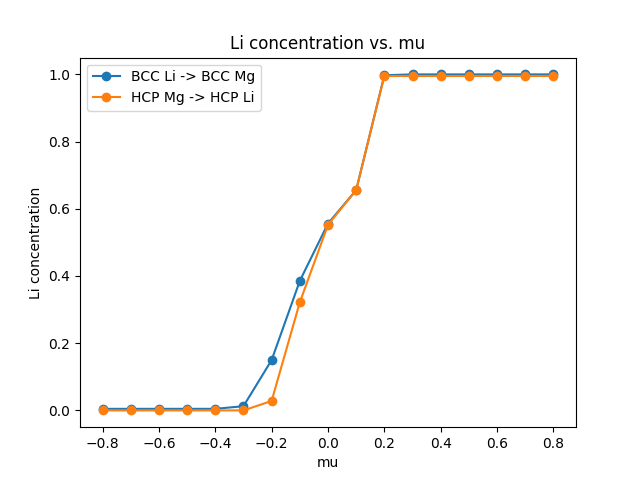 Li concentration vs. mu
BCC Li -> BCC Mg
HCP Mg -> HCP Li
Li concentration
1.0
0.8
0.6
0.4
0.2
0.0
−0.8 −0.6 −0.4 −0.2 0.0 0.2 0.4 0.6 0.8
mu